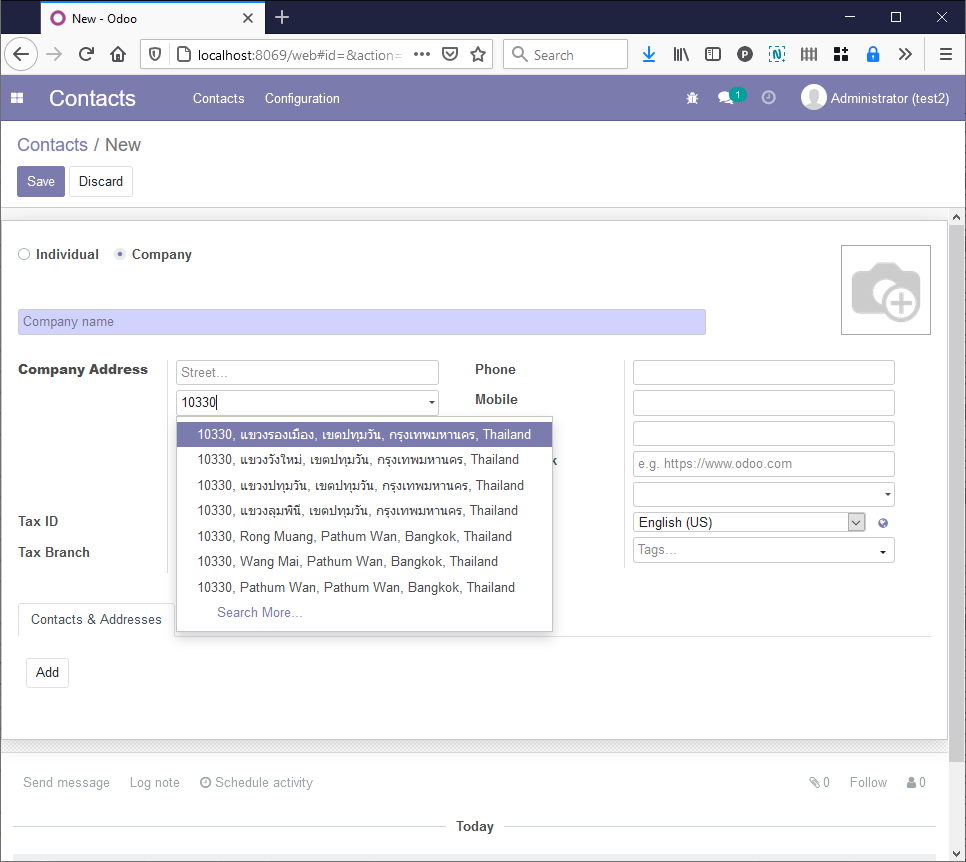 New - Odoo
localhost:8069/web#id=&action=
Search
Contacts Contacts Configuration 1 Administrator (test2)
Contacts / New
Save Discard
Individual Company
Company name
Company Address Street... Phone
10330 Mobile
10330, แขวงรองเมือง, เขตปทุมวัน, กรุงเทพมหานคร, Thailand
10330, แขวงวังใหม่, เขตปทุมวัน, กรุงเทพมหานคร, Thailand
e.g. https://www.odoo.com
10330, แขวงปทุมวัน, เขตปทุมวัน, กรุงเทพมหานคร, Thailand
10330, แขวงลุมพินี, เขตปทุมวัน, กรุงเทพมหานคร, Thailand
Tax ID English (US)
10330, Rong Muang, Pathum Wan, Bangkok, Thailand
Tax Branch Tags...
10330, Wang Mai, Pathum Wan, Bangkok, Thailand
10330, Pathum Wan, Pathum Wan, Bangkok, Thailand
Search More...
Contacts & Addresses
Add
Send message Log note Schedule activity 0 Follow 0
Today